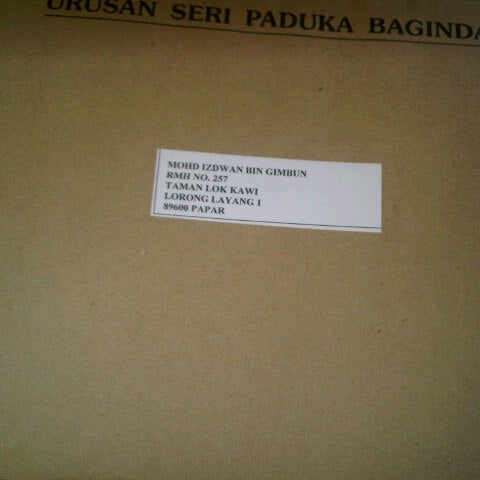 URUSAN SERI PADUKA BAGINDA
MOHD IZDWAN BIN GIMBUN
RMH NO. 257
TAMAN LOK KAWI
LORONG LAYANG 1
89600 PAPAR